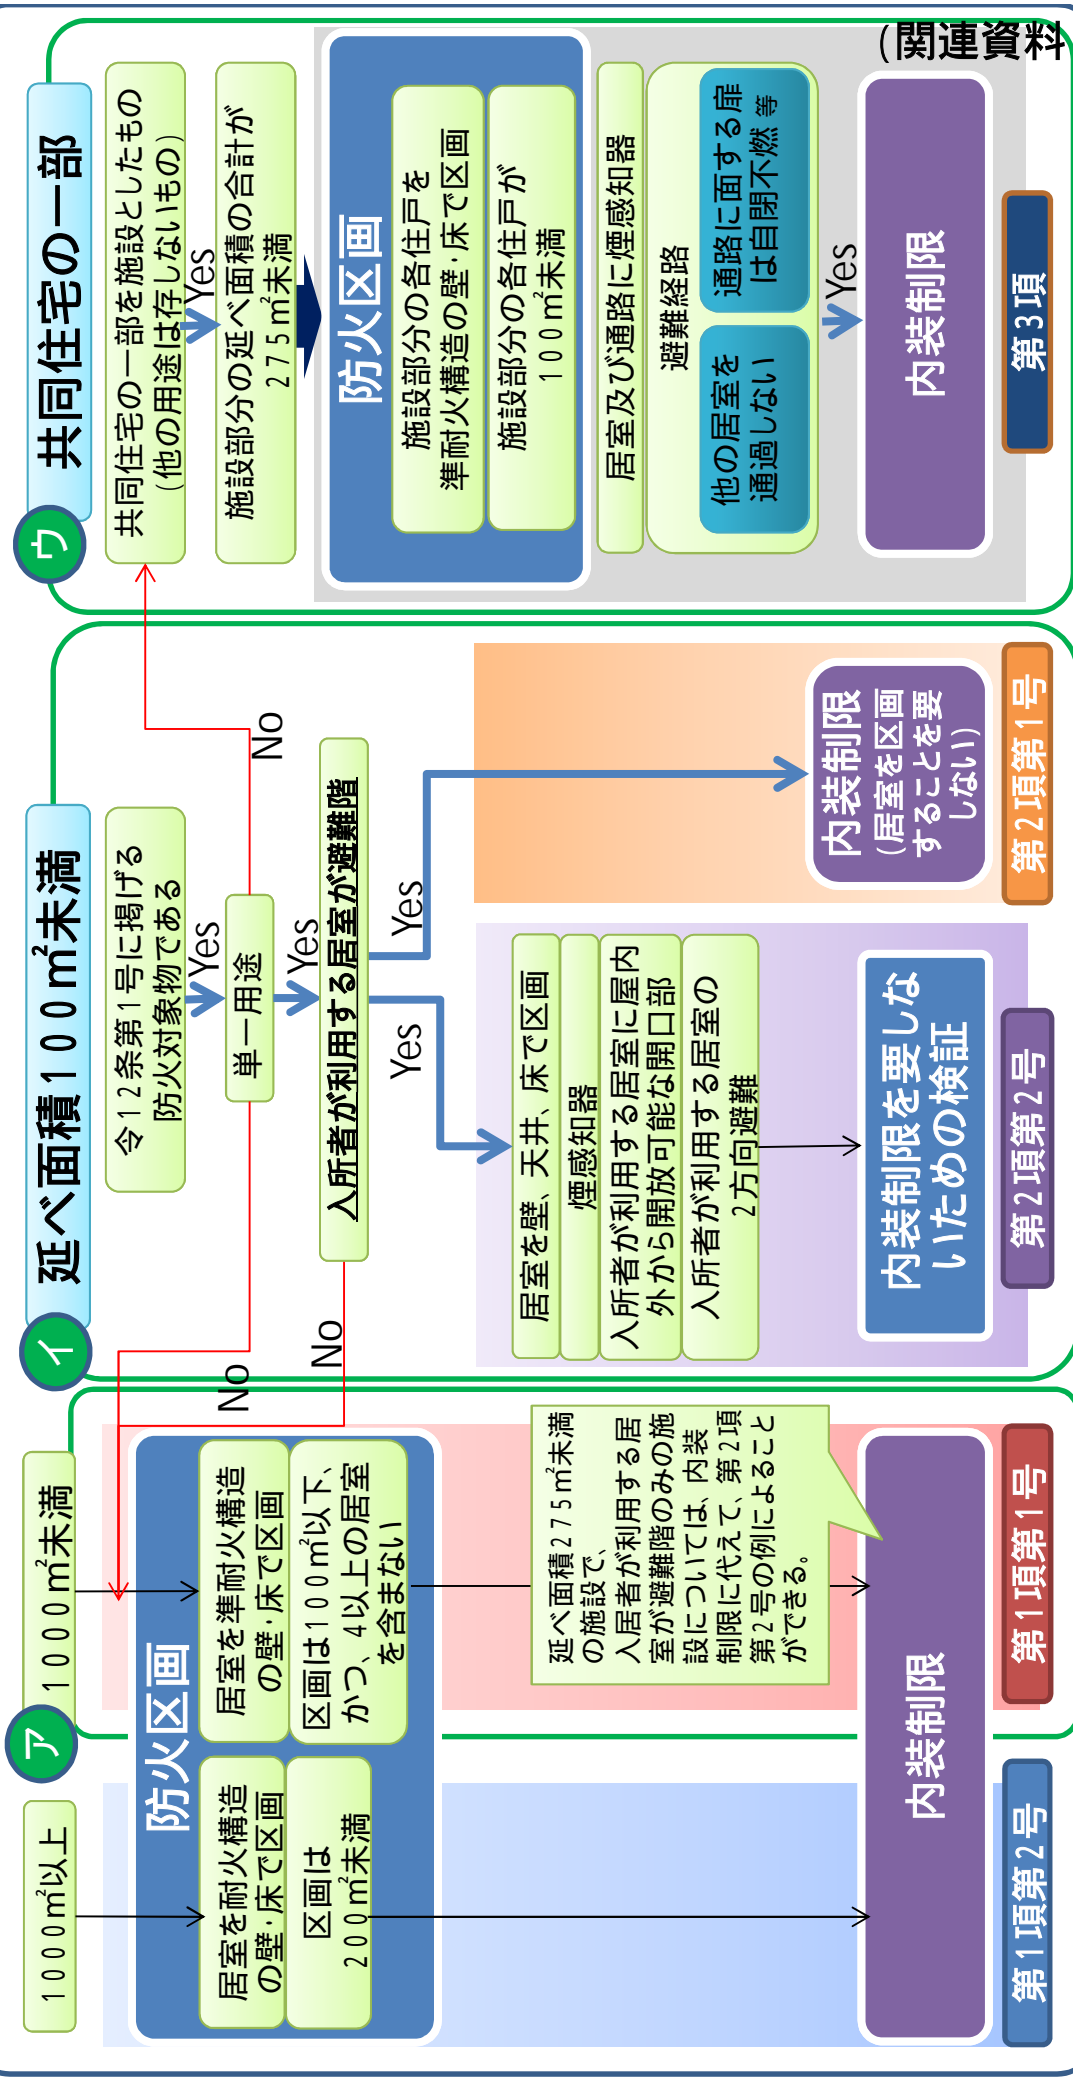 (関連資料
1000㎡以上
ア
1000㎡未満
防火区画
居室を耐火構造
の壁・床で区画
区画は
200㎡未満
居室を準耐火構造
の壁・床で区画
区画は100㎡以下、
かつ、4以上の居室
を含まない
延べ面積275㎡未満
の施設で、
入居者が利用する居
室が避難階のみの施
設については、内装
制限に代えて、第2項
第2号の例によること
ができる。
内装制限
第1項第2号
第1項第1号
イ
延べ面積100㎡未満
令12条第1号に掲げる
防火対象物である
Yes
単一用途
No
No
Yes
入所者が利用する居室が避難階
No
Yes
Yes
居室を壁、天井、床で区画
煙感知器
入所者が利用する居室に屋内
外から開放可能な開口部
入所者が利用する居室の
2方向避難
内装制限を要しな
いための検証
第2項第2号
内装制限
(居室を区画
することを要
しない)
第2項第1号
ウ
共同住宅の一部
共同住宅の一部を施設としたもの
(他の用途は存しないもの)
Yes
施設部分の延べ面積の合計が
275㎡未満
防火区画
施設部分の各住戸を
準耐火構造の壁・床で区画
施設部分の各住戸が
100㎡未満
居室及び通路に煙感知器
避難経路
他の居室を
通過しない
通路に面する扉
は自閉不燃 等
Yes
内装制限
第3項